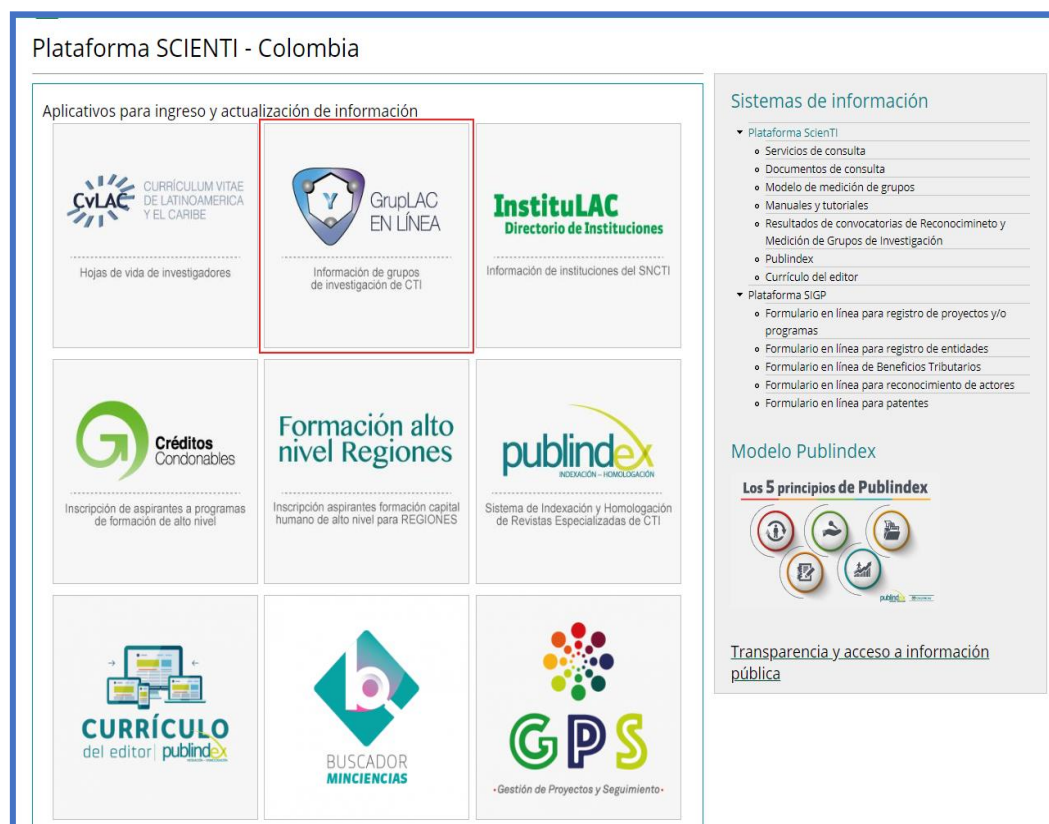 Plataforma SCIENTI - Colombia
Aplicativos para ingreso y actualización de información
CvLAC
CURRÍCULUM VITAE
DE LATINOAMERICA
Y EL CARIBE
Hojas de vida de investigadores
GrupLAC
EN LÍNEA
Información de grupos
de investigación de CTI
InstituLAC
Directorio de Instituciones
Información de instituciones del SNCTI
Créditos
Condonables
Inscripción de aspirantes a programas
de formación de alto nivel
Formación alto
nivel Regiones
Inscripción aspirantes formación capital
humano de alto nivel para REGIONES
publindex
INDEXACIÓN – HOMOLOGACIÓN
Sistema de Indexación y Homologación
de Revistas Especializadas de CTI
CURRÍCULO
del editor publindex
BUSCADOR
MINCIENCIAS
GPS
Gestión de Proyectos y Seguimiento
Sistemas de información
Plataforma ScienTI
Servicios de consulta
Documentos de consulta
Modelo de medición de grupos
Manuales y tutoriales
Resultados de convocatorias de Reconocimineto y
Medición de Grupos de Investigación
Publindex
Currículo del editor
Plataforma SIGP
Formulario en línea para registro de proyectos y/o
programas
Formulario en línea para registro de entidades
Formulario en línea de Beneficios Tributarios
Formulario en línea para reconocimiento de actores
Formulario en línea para patentes
Modelo Publindex
Los 5 principios de Publindex
publindex
Transparencia y acceso a información
pública